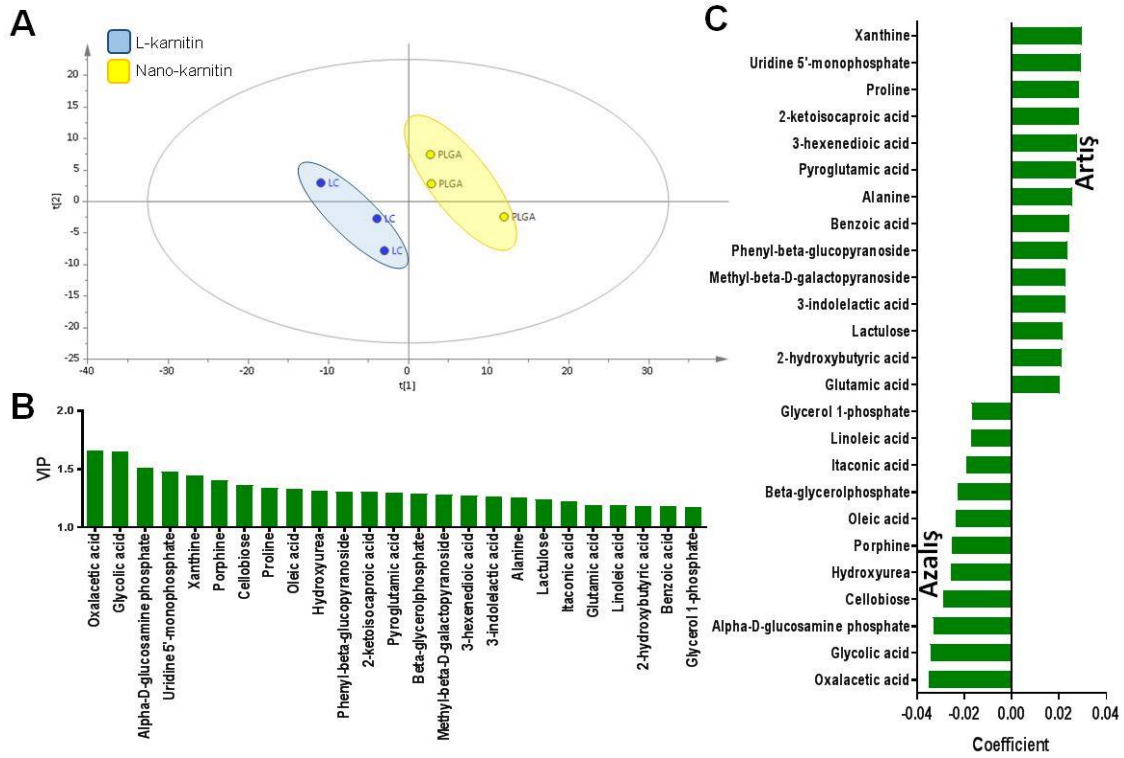 A
L-karnitin
Nano-karnitin
20
15
10
5
0
-5
-10
-15
-20
-25
t[2]
PLGA
PLGA
PLGA
LC
LC
LC
-40
-30
-20
-10
0
10
20
30
t[1]
B
VIP
2.0
1.5
1.0
Oxalacetic acid
Glycolic acid
Alpha-D-glucosamine phosphate
Uridine 5'-monophosphate
Xanthine
Porphine
Cellobiose
Proline
Oleic acid
Hydroxyurea
Phenyl-beta-glucopyranoside
2-ketoisocaproic acid
Pyroglutamic acid
Beta-glycerolphosphate
Methyl-beta-D-galactopyranoside
3-hexenedioic acid
3-indolelactic acid
Alanine
Lactulose
Itaconic acid
Glutamic acid
Linoleic acid
2-hydroxybutyric acid
Benzoic acid
Glycerol 1-phosphate
C
Xanthine
Uridine 5'-monophosphate
Proline
2-ketoisocaproic acid
3-hexenedioic acid
Pyroglutamic acid
Alanine
Benzoic acid
Phenyl-beta-glucopyranoside
Methyl-beta-D-galactopyranoside
3-indolelactic acid
Lactulose
2-hydroxybutyric acid
Glutamic acid
Glycerol 1-phosphate
Linoleic acid
Itaconic acid
Beta-glycerolphosphate
Oleic acid
Porphine
Hydroxyurea
Cellobiose
Alpha-D-glucosamine phosphate
Glycolic acid
Oxalacetic acid
Artış
Azalış
-0.04
-0.02
0.00
0.02
0.04
Coefficient